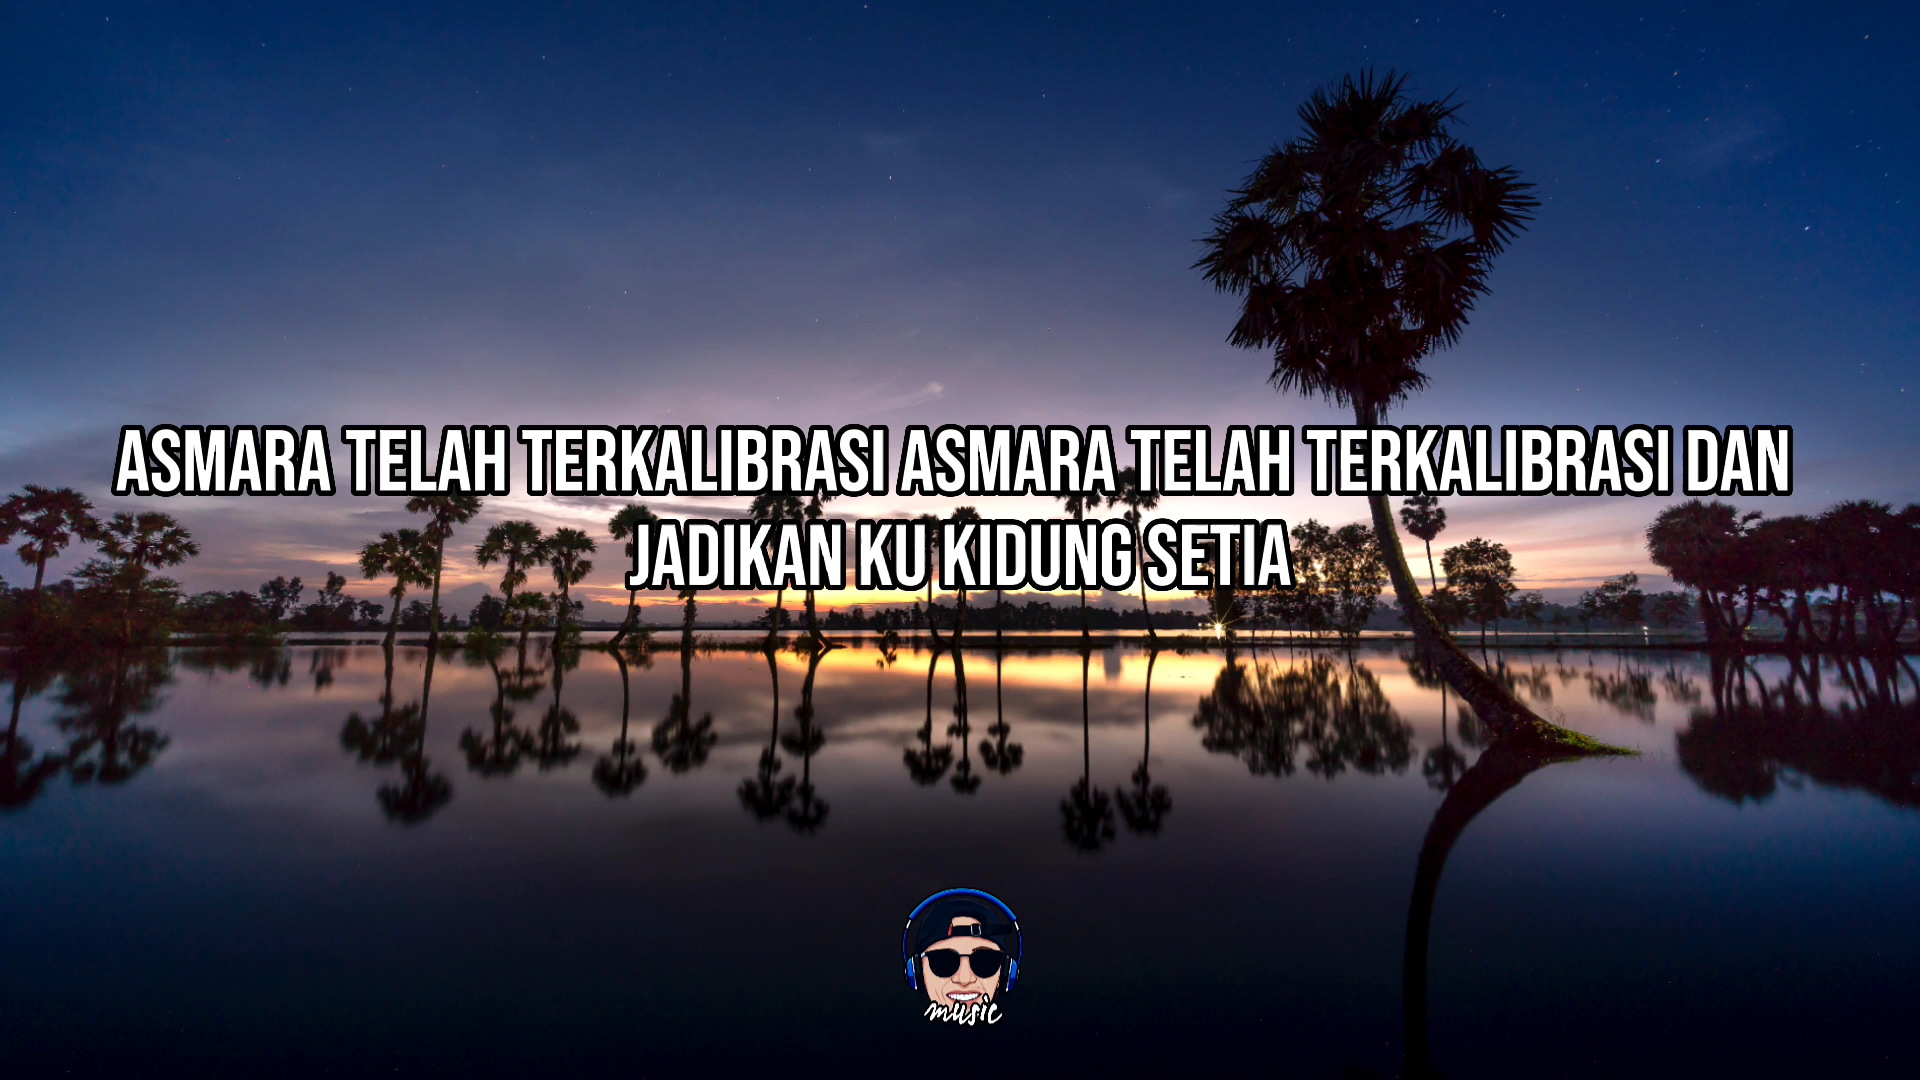 ASMARA TELAH TERKALIBRASI ASMARA TELAH TERKALIBRASI DAN
JADIKAN KU KIDUNG SETIA
music